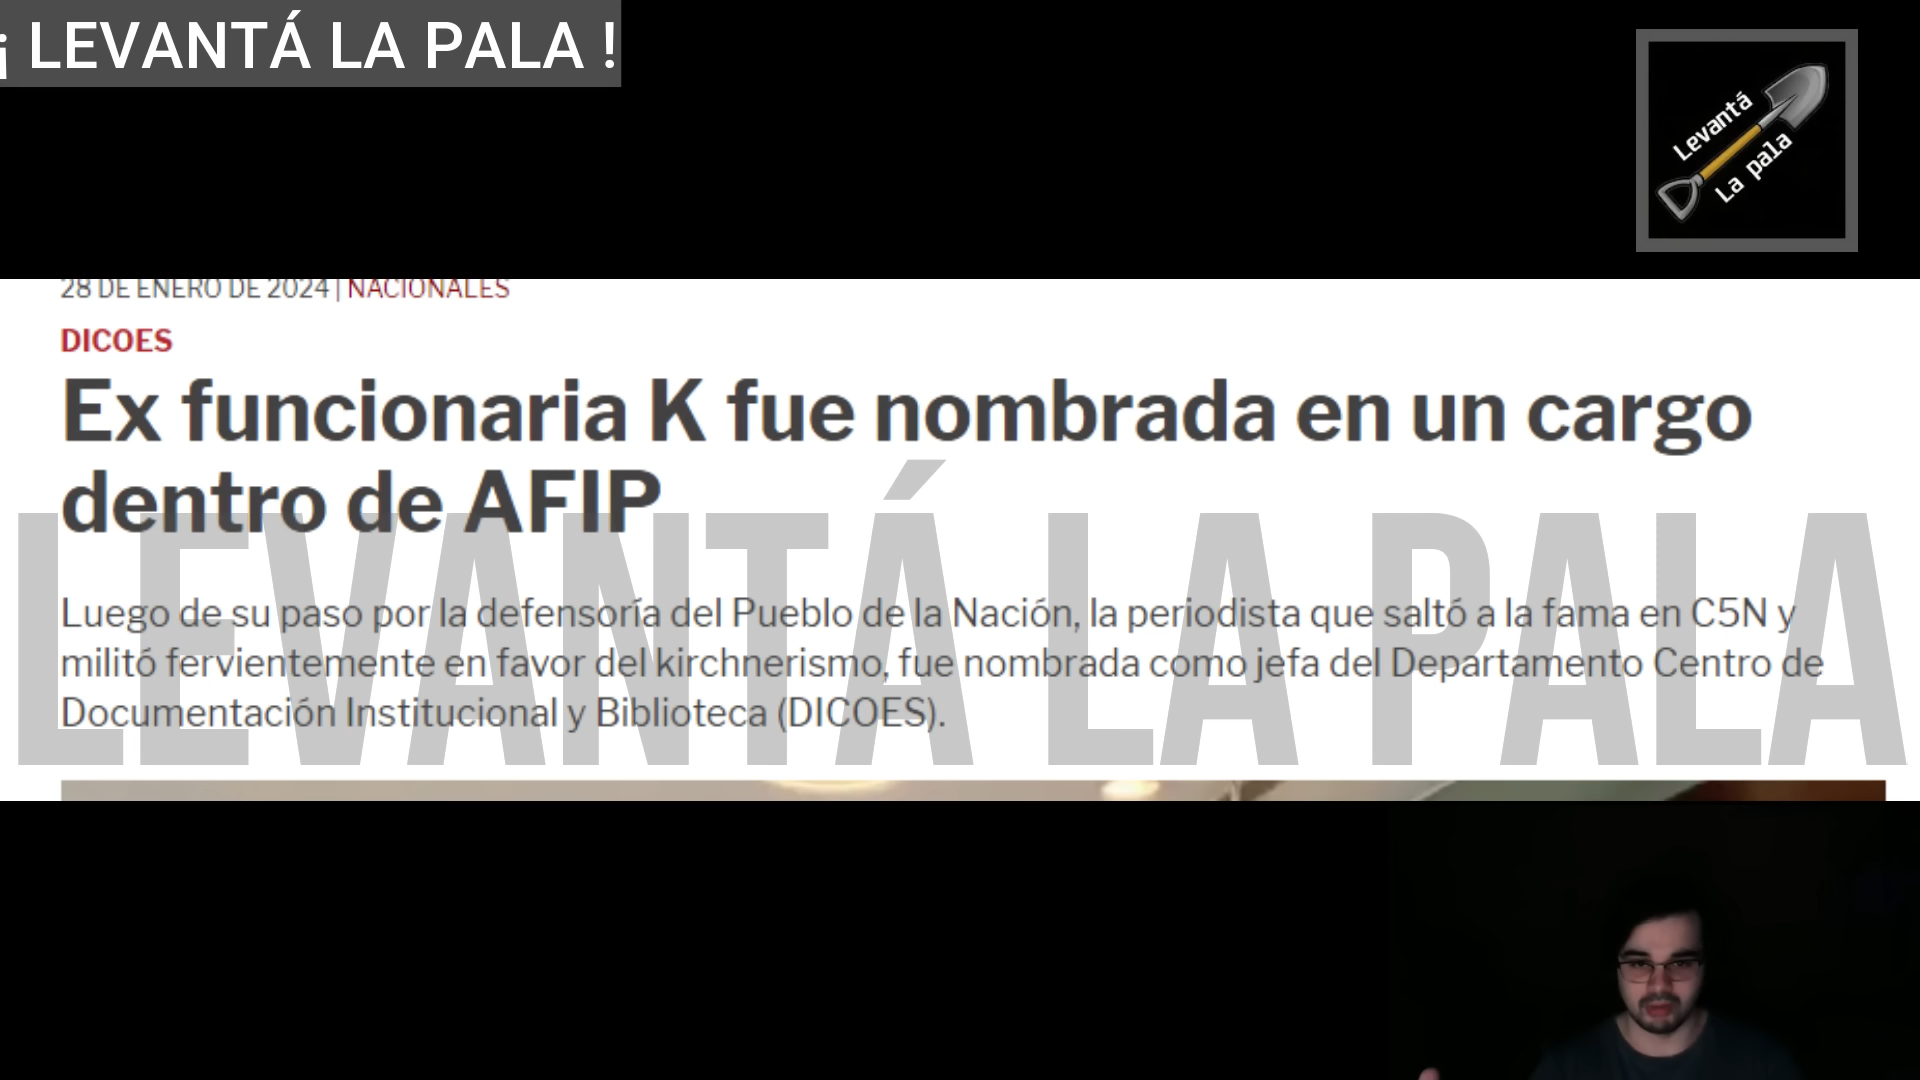 ¡ LEVANTÁ LA PALA !
Levantá
La pala
28 DE ENERO DE 2024 | NACIONALES
DICOES
Ex funcionaria K fue nombrada en un cargo
dentro de AFIP
LEVANTÁ LA PALA
Luego de su paso por la defensoría del Pueblo de la Nación, la periodista que saltó a la fama en C5N y
militó fervientemente en favor del kirchnerismo, fue nombrada como jefa del Departamento Centro de
Documentación Institucional y Biblioteca (DICOES).